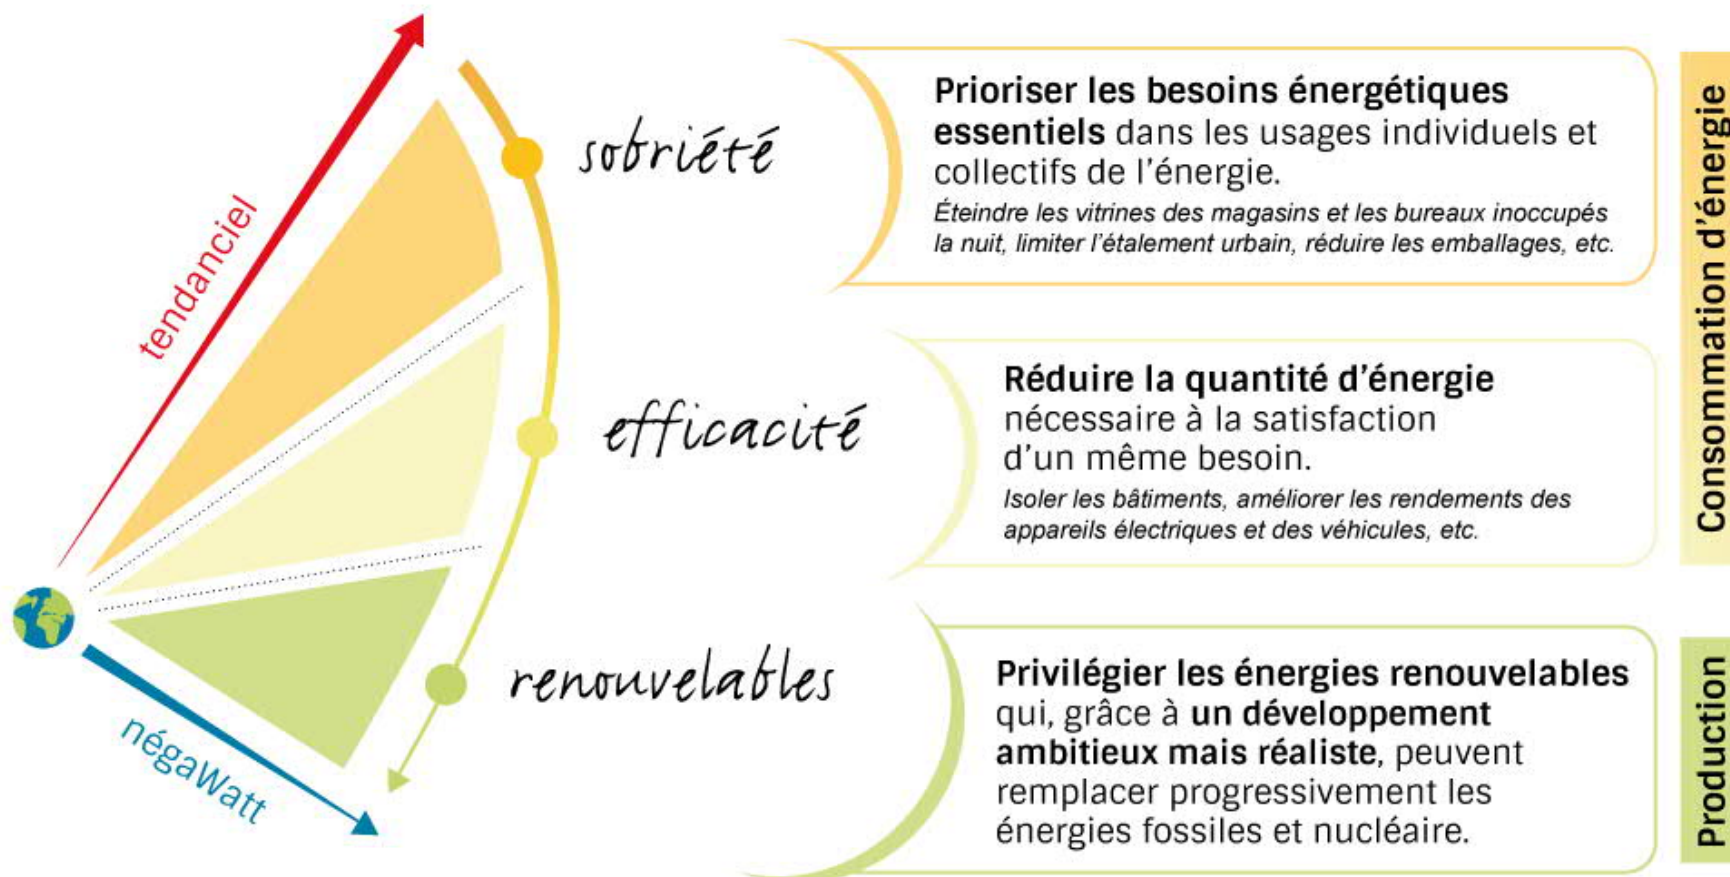 tendanciel
négaWatt
sobriété
Prioriser les besoins énergétiques
essentiels dans les usages individuels et
collectifs de l’énergie.
Éteindre les vitrines des magasins et les bureaux inoccupés
la nuit, limiter l’étalement urbain, réduire les emballages, etc.
efficacité
Réduire la quantité d’énergie
nécessaire à la satisfaction
d’un même besoin.
Isoler les bâtiments, améliorer les rendements des
appareils électriques et des véhicules, etc.
Consommation d’énergie
renouvelables
Privilégier les énergies renouvelables
qui, grâce à un développement
ambitieux mais réaliste, peuvent
remplacer progressivement les
énergies fossiles et nucléaire.
Production